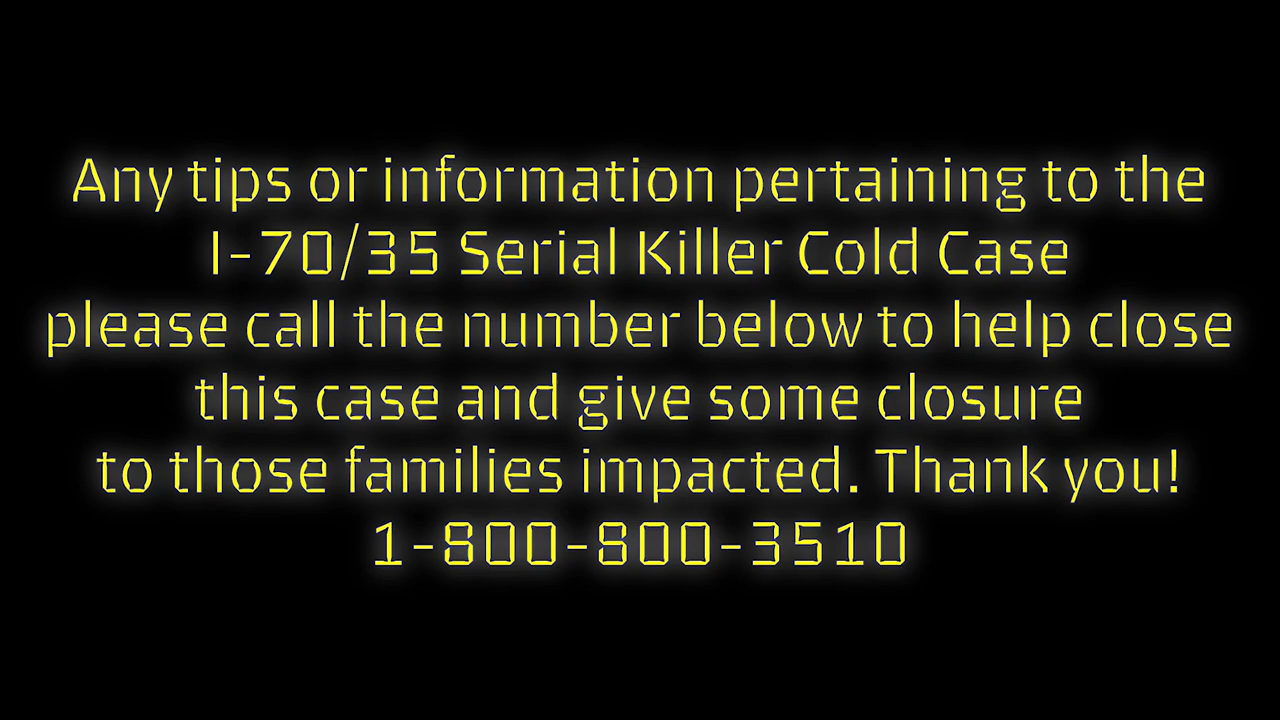 Any tips or information pertaining to the
I-70/35 Serial Killer Cold Case
please call the number below to help close
this case and give some closure
to those families impacted. Thank you!
1-800-800-3510